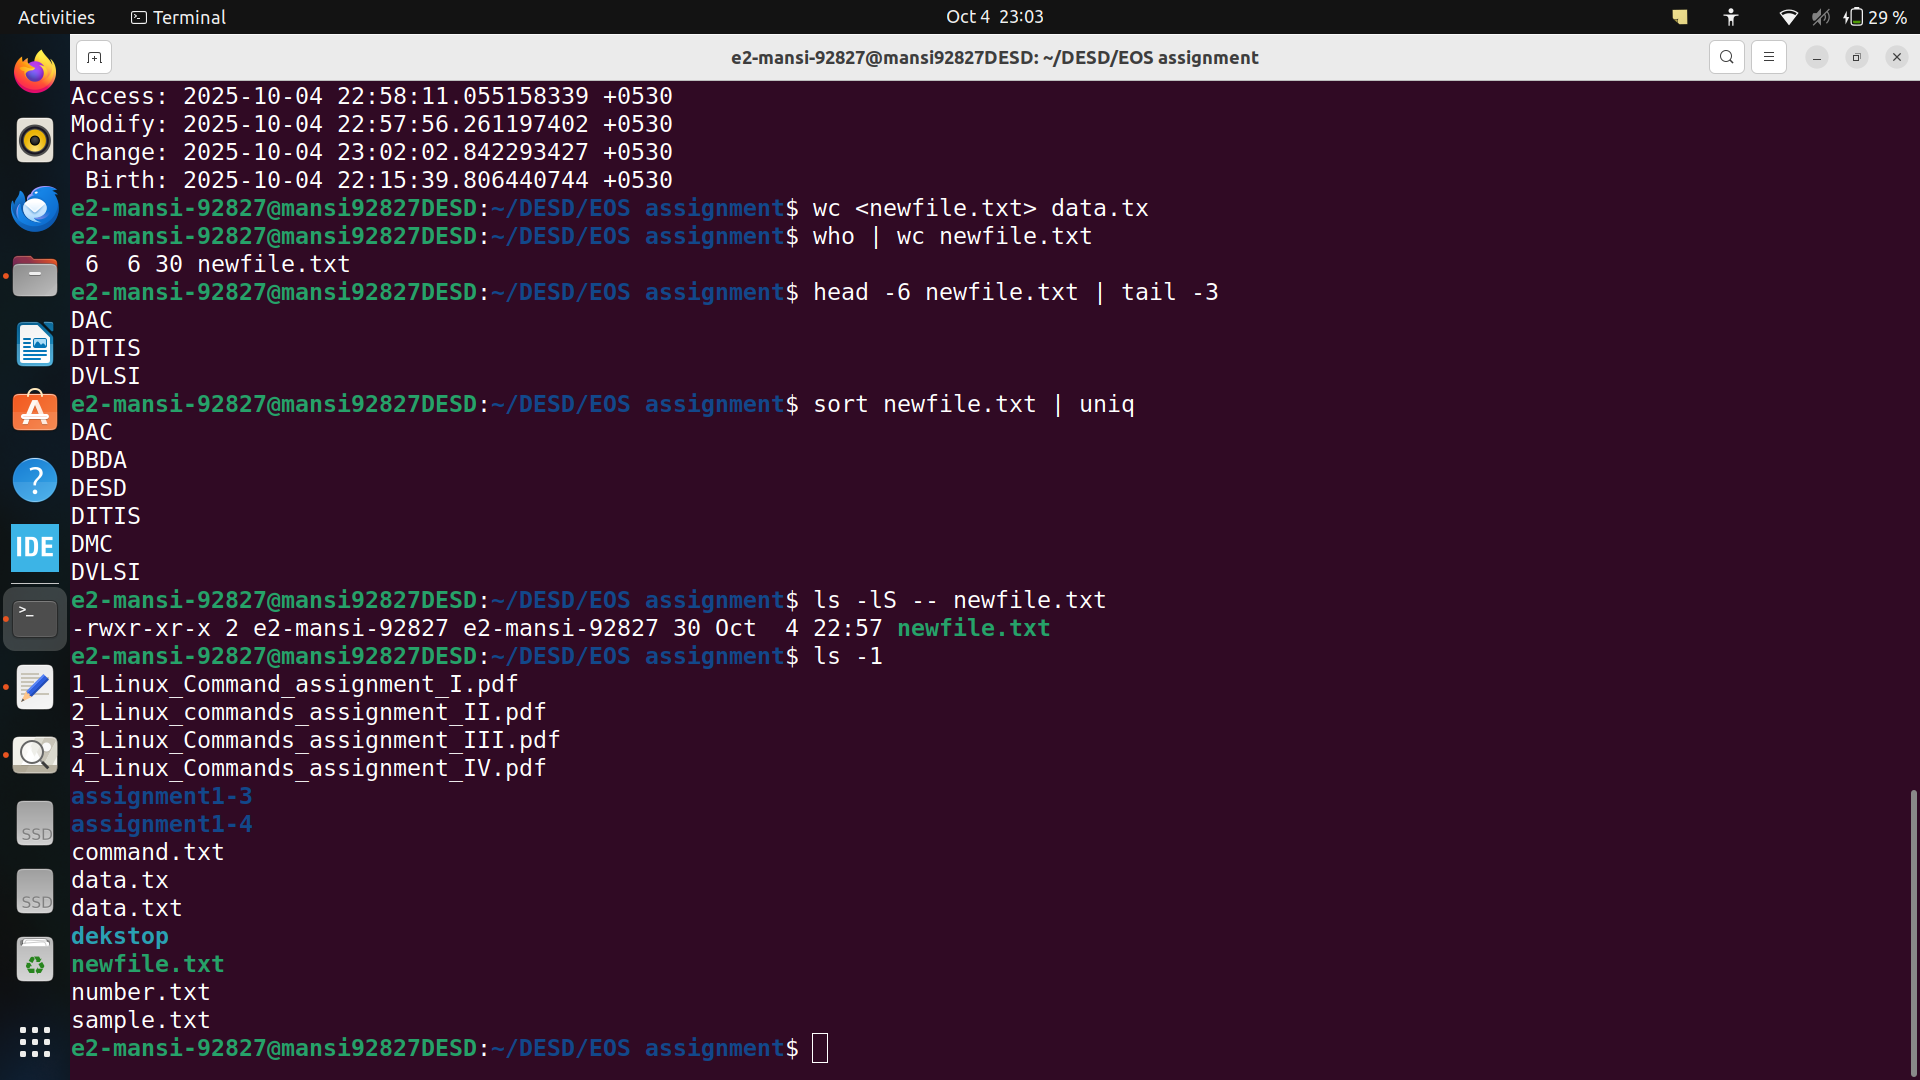 Activities Terminal Oct 4 23:03 29 %
e2-mansi-92827@mansi92827DESD: ~/DESD/EOS assignment
Access: 2025-10-04 22:58:11.055158339 +0530
Modify: 2025-10-04 22:57:56.261197402 +0530
Change: 2025-10-04 23:02:02.842293427 +0530
 Birth: 2025-10-04 22:15:39.806440744 +0530
e2-mansi-92827@mansi92827DESD:~/DESD/EOS assignment$ wc <newfile.txt> data.tx
e2-mansi-92827@mansi92827DESD:~/DESD/EOS assignment$ who | wc newfile.txt
 6  6 30 newfile.txt
e2-mansi-92827@mansi92827DESD:~/DESD/EOS assignment$ head -6 newfile.txt | tail -3
DAC
DITIS
DVLSI
e2-mansi-92827@mansi92827DESD:~/DESD/EOS assignment$ sort newfile.txt | uniq
DAC
DBDA
DESD
DITIS
DMC
DVLSI
e2-mansi-92827@mansi92827DESD:~/DESD/EOS assignment$ ls -lS -- newfile.txt
-rwxr-xr-x 2 e2-mansi-92827 e2-mansi-92827 30 Oct  4 22:57 newfile.txt
e2-mansi-92827@mansi92827DESD:~/DESD/EOS assignment$ ls -1
1_Linux_Command_assignment_I.pdf
2_Linux_commands_assignment_II.pdf
3_Linux_Commands_assignment_III.pdf
4_Linux_Commands_assignment_IV.pdf
assignment1-3
assignment1-4
command.txt
data.tx
data.txt
dekstop
newfile.txt
number.txt
sample.txt
e2-mansi-92827@mansi92827DESD:~/DESD/EOS assignment$
IDE
SSD
SSD